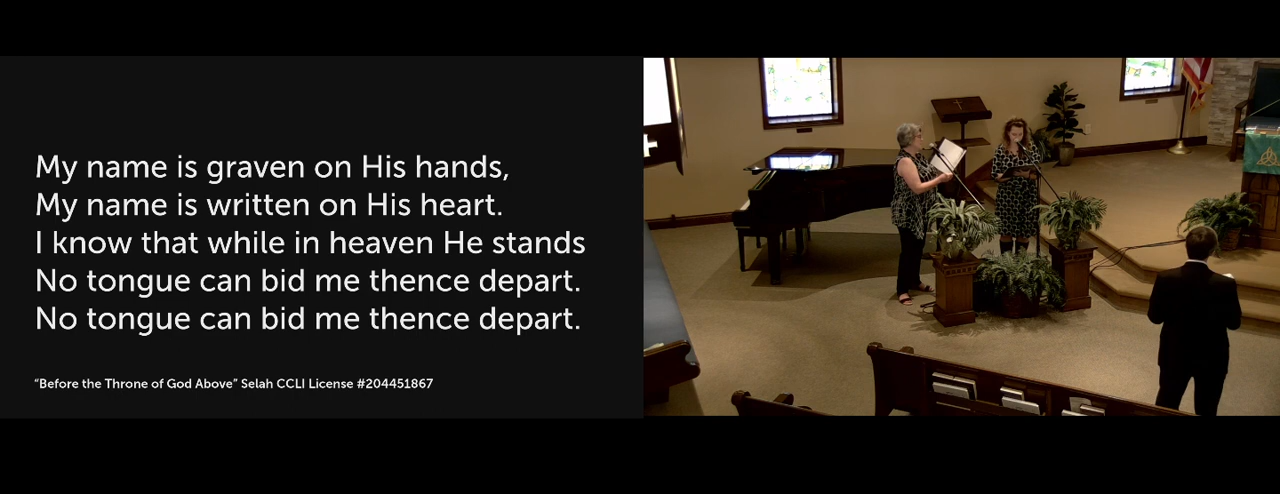 My name is graven on His hands,
My name is written on His heart.
I know that while in heaven He stands
No tongue can bid me thence depart.
No tongue can bid me thence depart.
“Before the Throne of God Above” Selah CCLI License #204451867